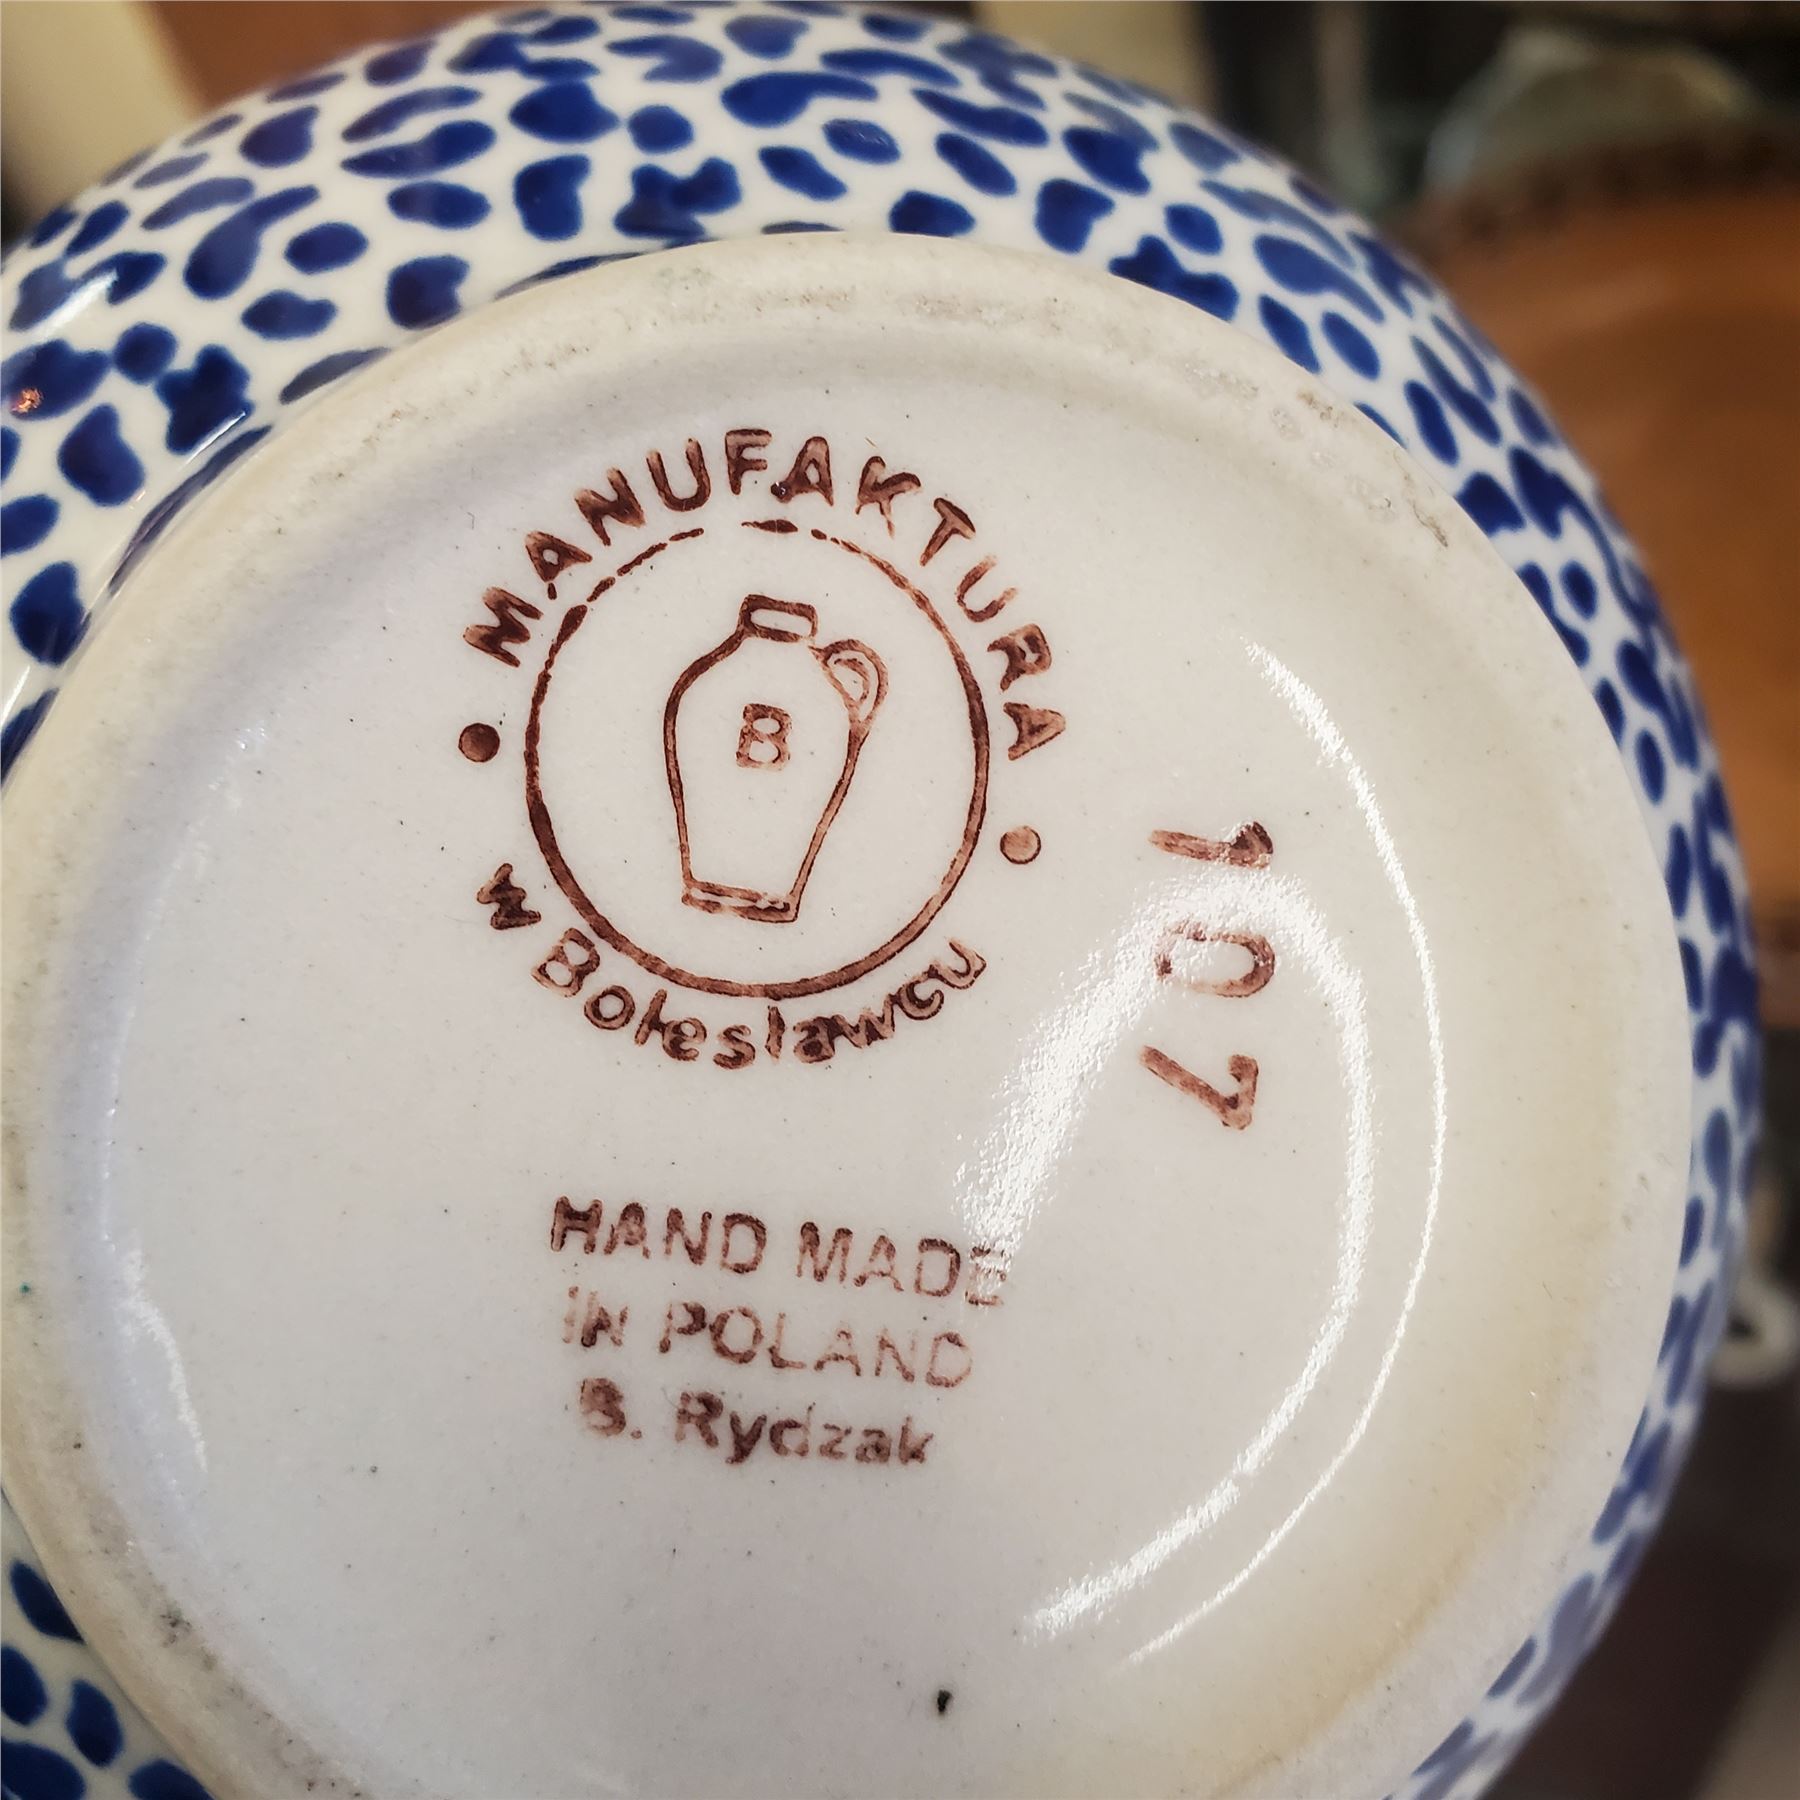 MANUFAKTURA
B
w Bolesławcu
107
HAND MADE
IN POLAND
B. Rydzak